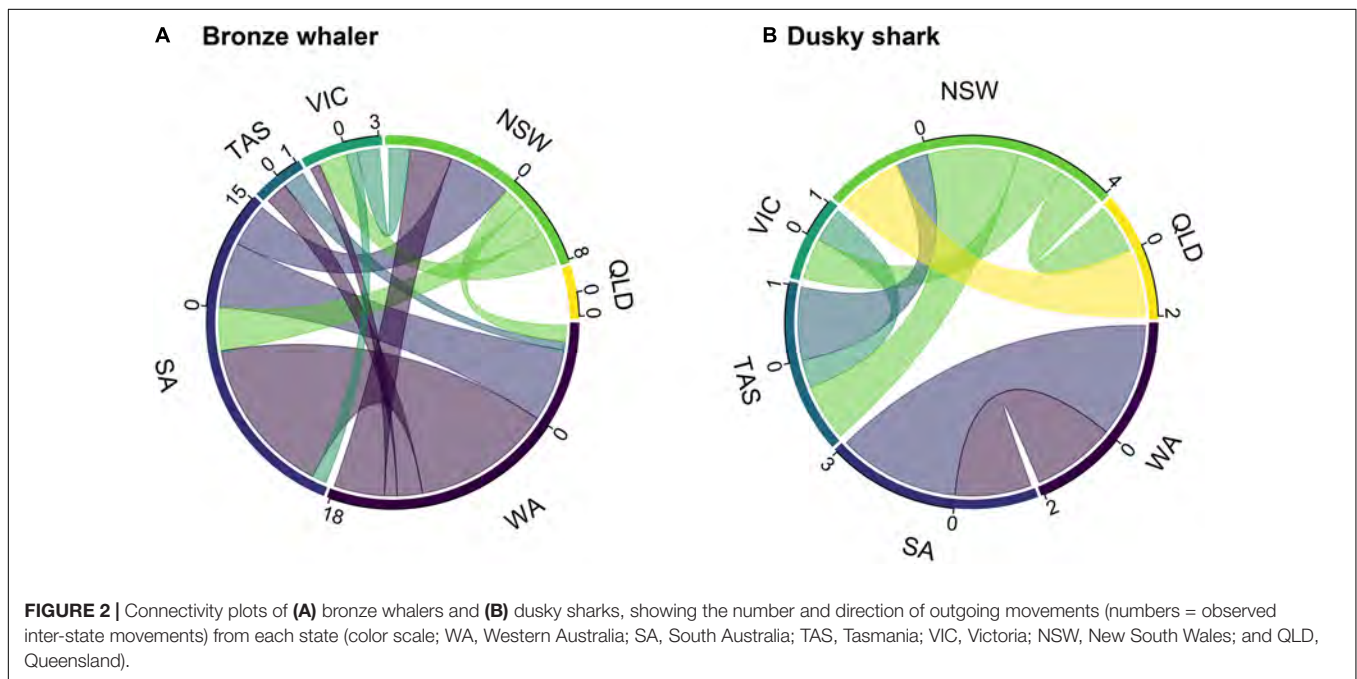 A Bronze whaler
VIC
NSW
TAS
0
3
0
1
0
15
8
QLD
0
0
0
SA
0
18
WA
B Dusky shark
NSW
0
1
4
VIC
0
QLD
0
1
TAS
0
2
3
WA
0
SA
0
2
FIGURE 2 | Connectivity plots of (A) bronze whalers and (B) dusky sharks, showing the number and direction of outgoing movements (numbers = observed
inter-state movements) from each state (color scale; WA, Western Australia; SA, South Australia; TAS, Tasmania; VIC, Victoria; NSW, New South Wales; and QLD,
Queensland).